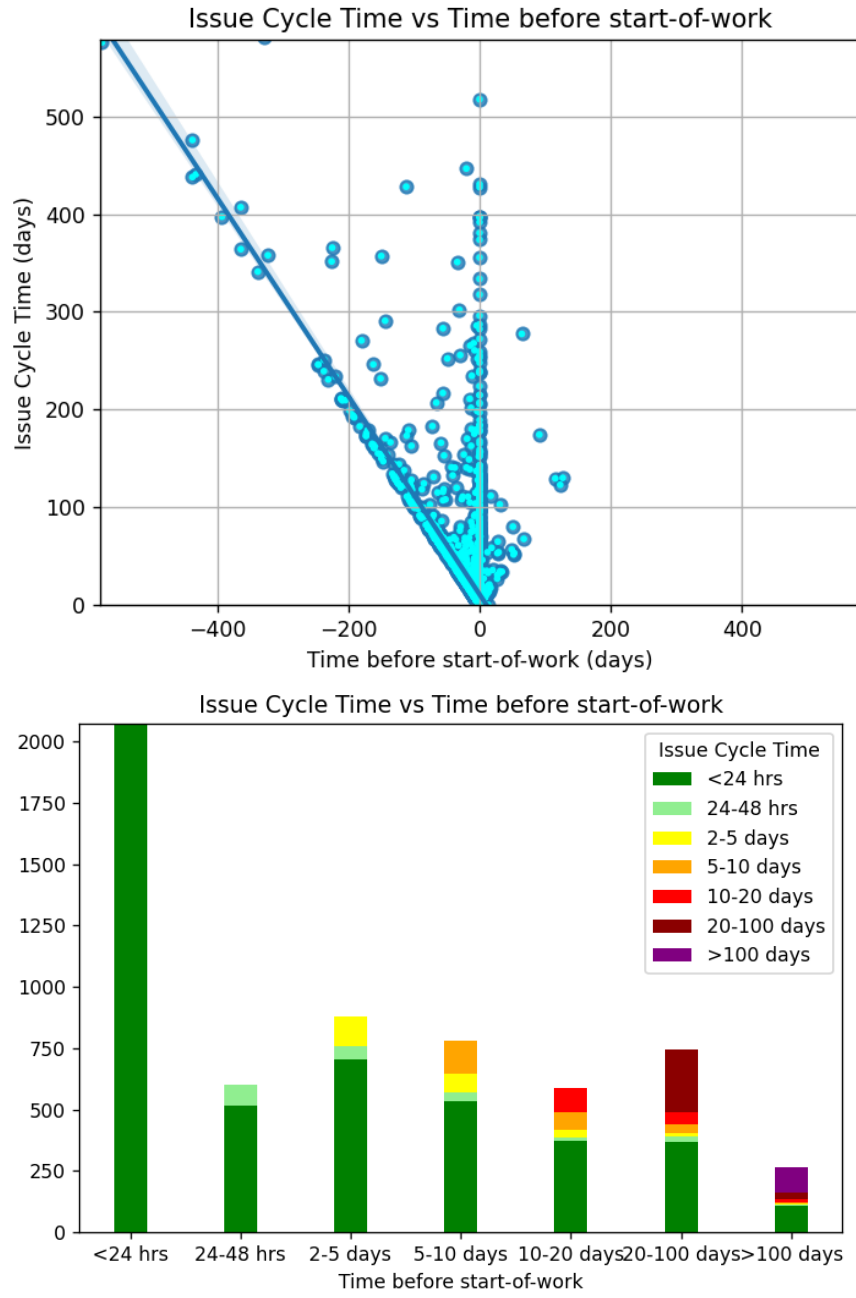 Issue Cycle Time vs Time before start-of-work
Issue Cycle Time (days)
500
400
300
200
100
0
−400 −200 0 200 400
Time before start-of-work (days)
Issue Cycle Time vs Time before start-of-work
2000
1750
1500
1250
1000
750
500
250
0
Issue Cycle Time
<24 hrs
24-48 hrs
2-5 days
5-10 days
10-20 days
20-100 days
>100 days
<24 hrs 24-48 hrs 2-5 days 5-10 days 10-20 days 20-100 days >100 days
Time before start-of-work